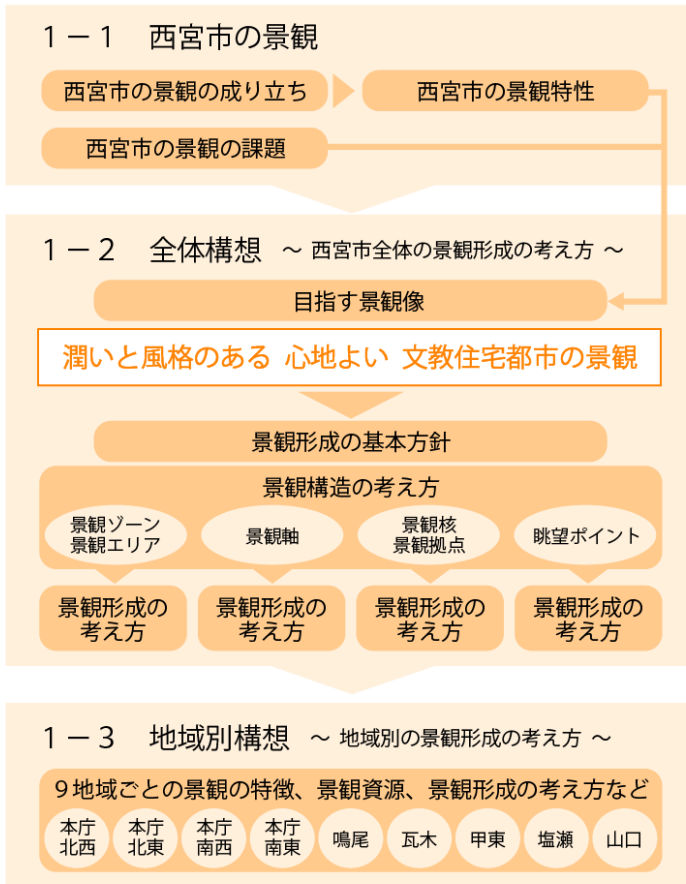 1－1　西宮市の景観
西宮市の景観の成り立ち
西宮市の景観特性
西宮市の景観の課題
1－2　全体構想　～ 西宮市全体の景観形成の考え方 ～
目指す景観像
潤いと風格のある 心地よい 文教住宅都市の景観
景観形成の基本方針
景観構造の考え方
景観ゾーン
景観エリア
景観軸
景観核
景観拠点
眺望ポイント
景観形成の
考え方
景観形成の
考え方
景観形成の
考え方
景観形成の
考え方
1－3　地域別構想　～ 地域別の景観形成の考え方 ～
９地域ごとの景観の特徴、景観資源、景観形成の考え方など
本庁
北西
本庁
北東
本庁
南西
本庁
南東
鳴尾
瓦木
甲東
塩瀬
山口